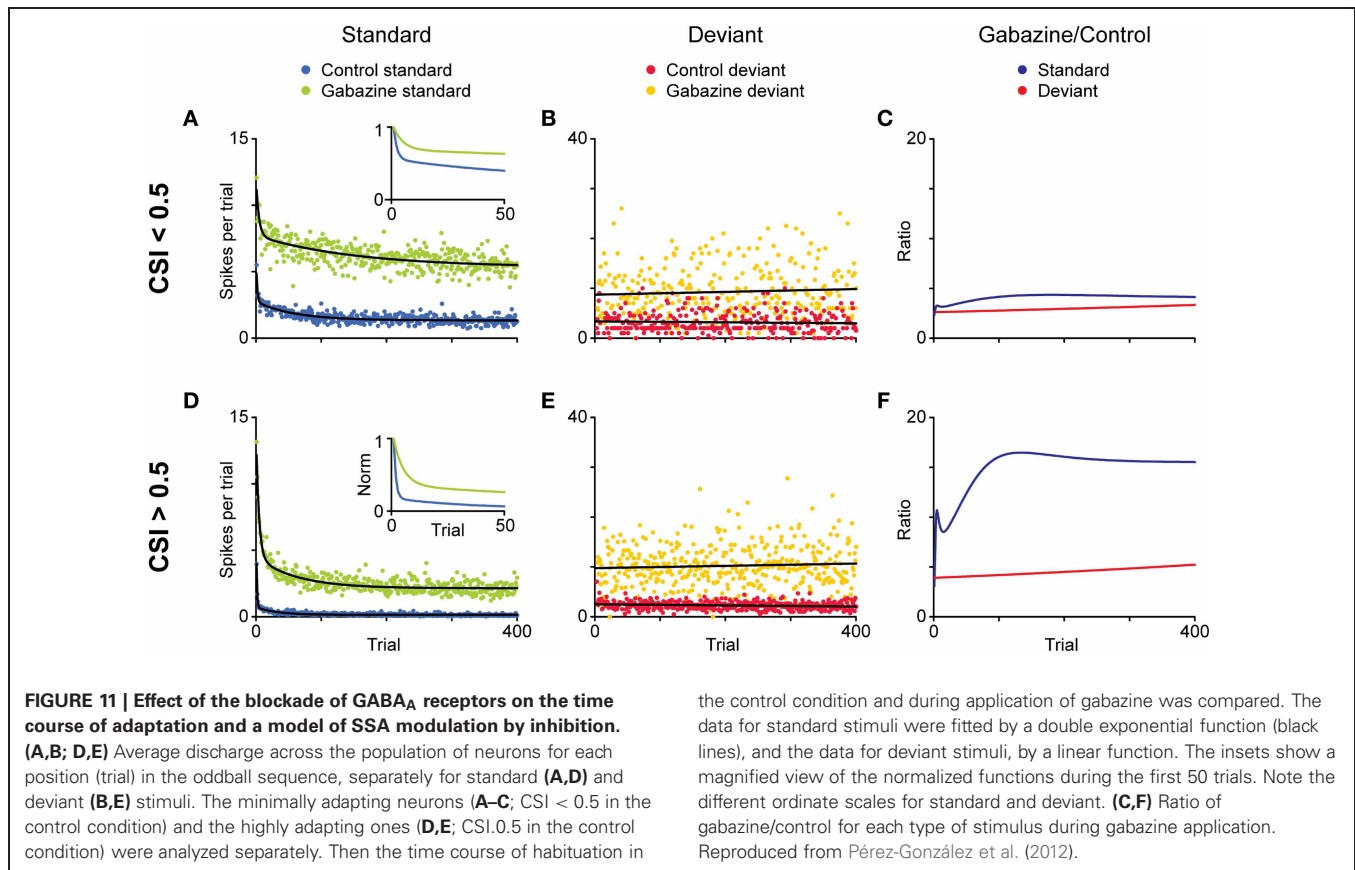 Standard
Deviant
Gabazine/Control
Control standard
Gabazine standard
Control deviant
Gabazine deviant
Standard
Deviant
CSI < 0.5
A
15
Spikes per trial
0
0
400
1
0
0
50
B
40
0
0
400
C
20
Ratio
0
0
400
CSI > 0.5
D
15
Spikes per trial
0
0
400
Trial
1
Norm
0
0
50
Trial
E
40
0
0
400
Trial
F
20
Ratio
0
0
400
Trial
FIGURE 11 | Effect of the blockade of GABAA receptors on the time
course of adaptation and a model of SSA modulation by inhibition.
(A,B; D,E) Average discharge across the population of neurons for each
position (trial) in the oddball sequence, separately for standard (A,D) and
deviant (B,E) stimuli. The minimally adapting neurons (A–C; CSI < 0.5 in the
control condition) and the highly adapting ones (D,E; CSI.0.5 in the control
condition) were analyzed separately. Then the time course of habituation in
the control condition and during application of gabazine was compared. The
data for standard stimuli were fitted by a double exponential function (black
lines), and the data for deviant stimuli, by a linear function. The insets show a
magnified view of the normalized functions during the first 50 trials. Note the
different ordinate scales for standard and deviant. (C,F) Ratio of
gabazine/control for each type of stimulus during gabazine application.
Reproduced from Pérez-González et al. (2012).